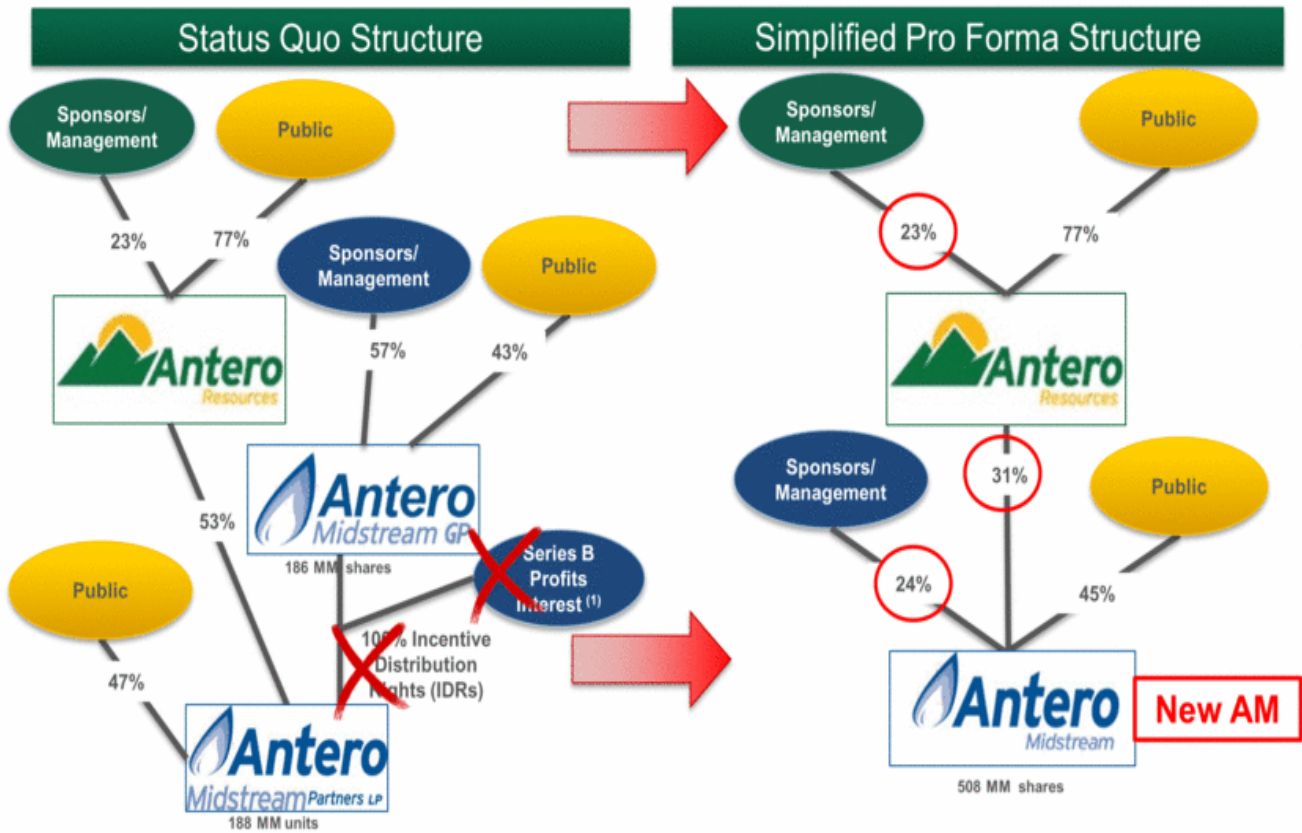 Status Quo Structure
Sponsors/
Management
Public
23%
77%
Sponsors/
Management
Public
57%
43%
Antero
Resources
Antero
Midstream GP
186 MM shares
53%
Public
47%
Series B
Profits
Interest (1)
100% Incentive
Distribution
Rights (IDRs)
Antero
Midstream Partners LP
188 MM units
Simplified Pro Forma Structure
Sponsors/
Management
Public
23%
77%
Antero
Resources
Sponsors/
Management
31%
Public
24%
45%
Antero
Midstream
New AM
508 MM shares